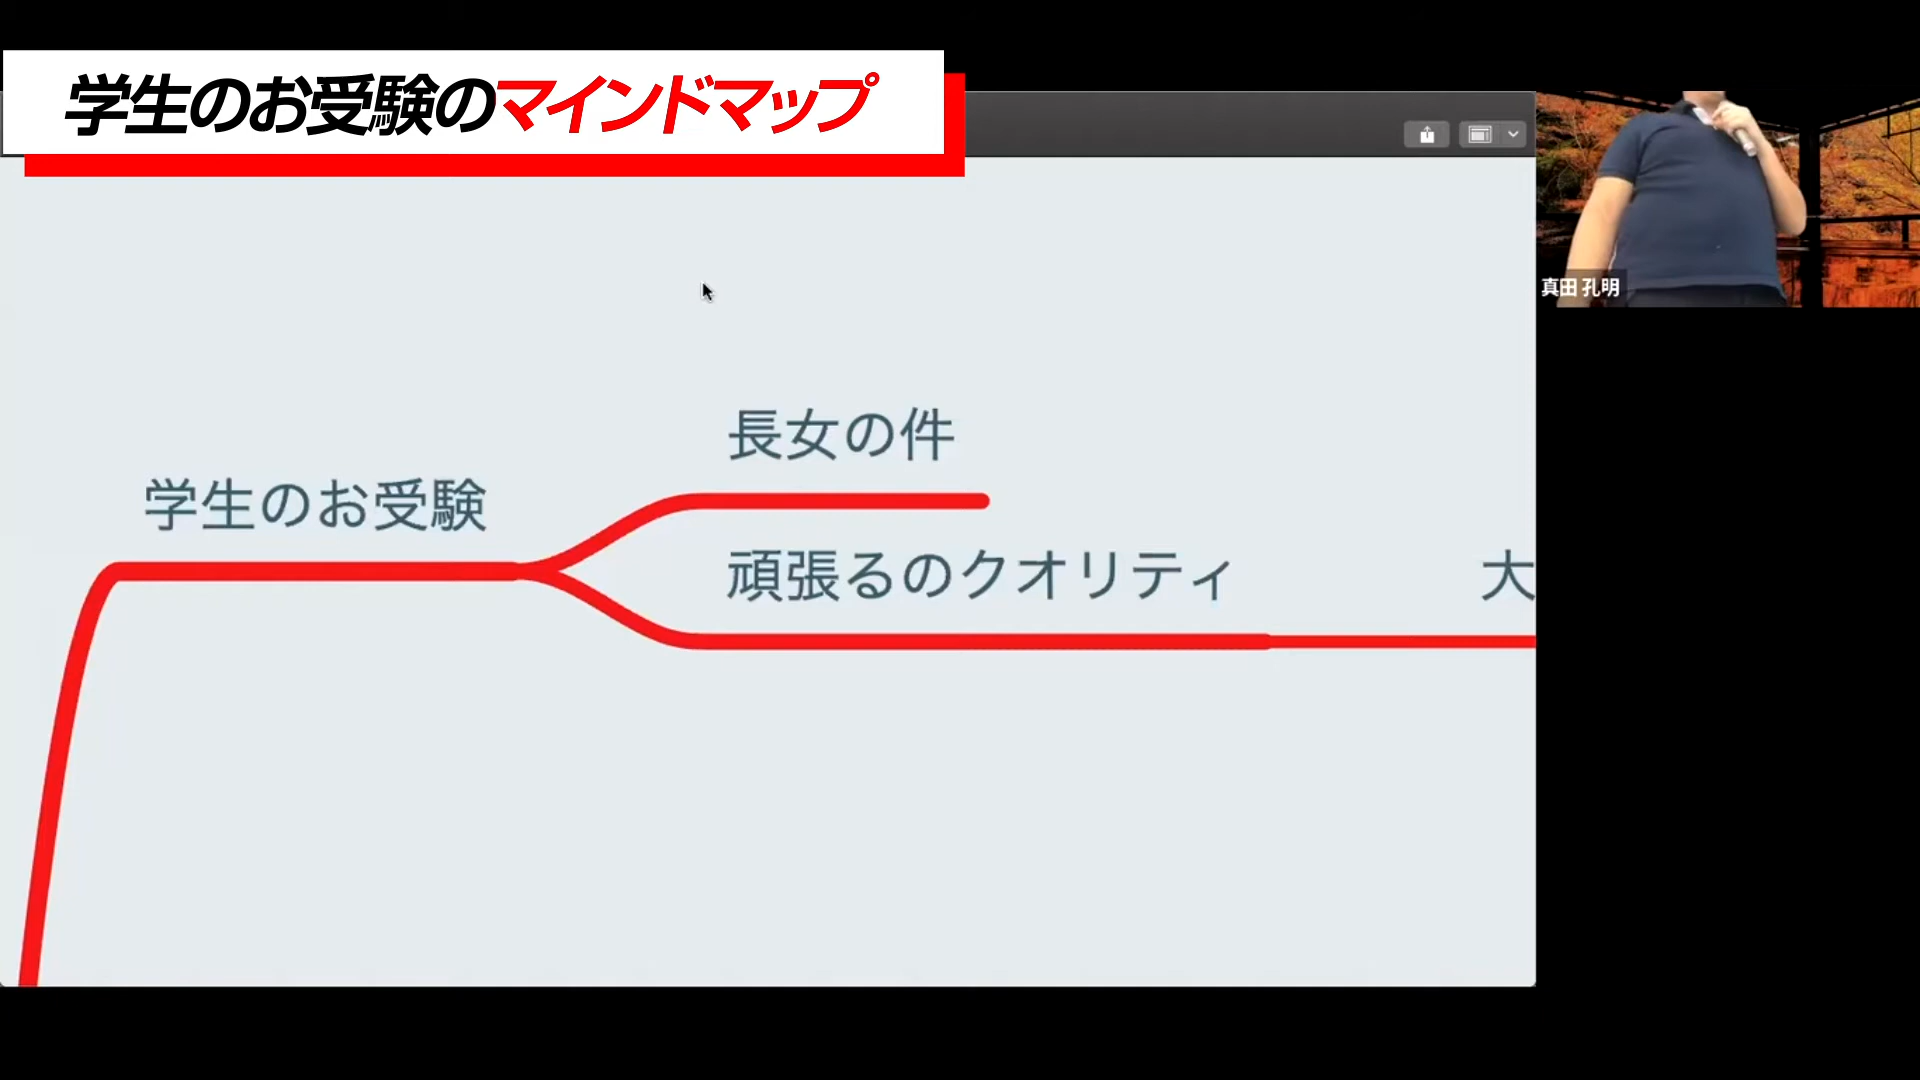 学生のお受験のマインドマップ
真田 孔明
長女の件
学生のお受験
頑張るのクオリティ
大